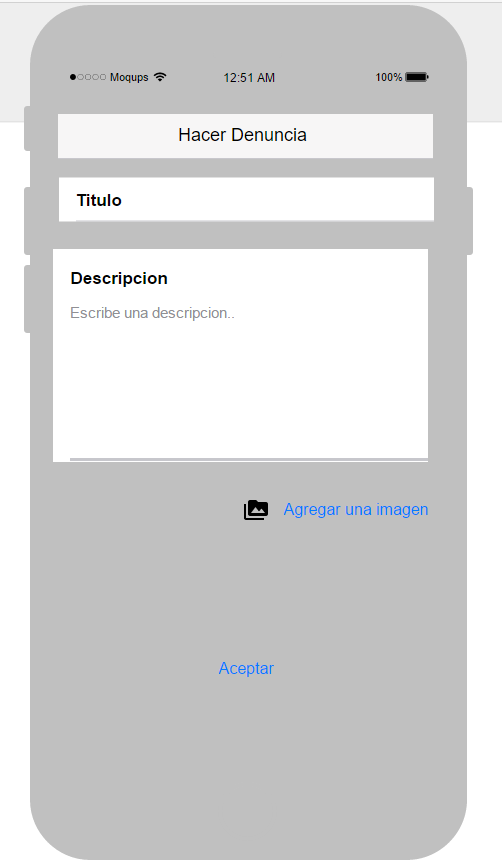 Moqups 12:51 AM 100%
Hacer Denuncia
Titulo
Descripcion
Escribe una descripcion..
Agregar una imagen
Aceptar